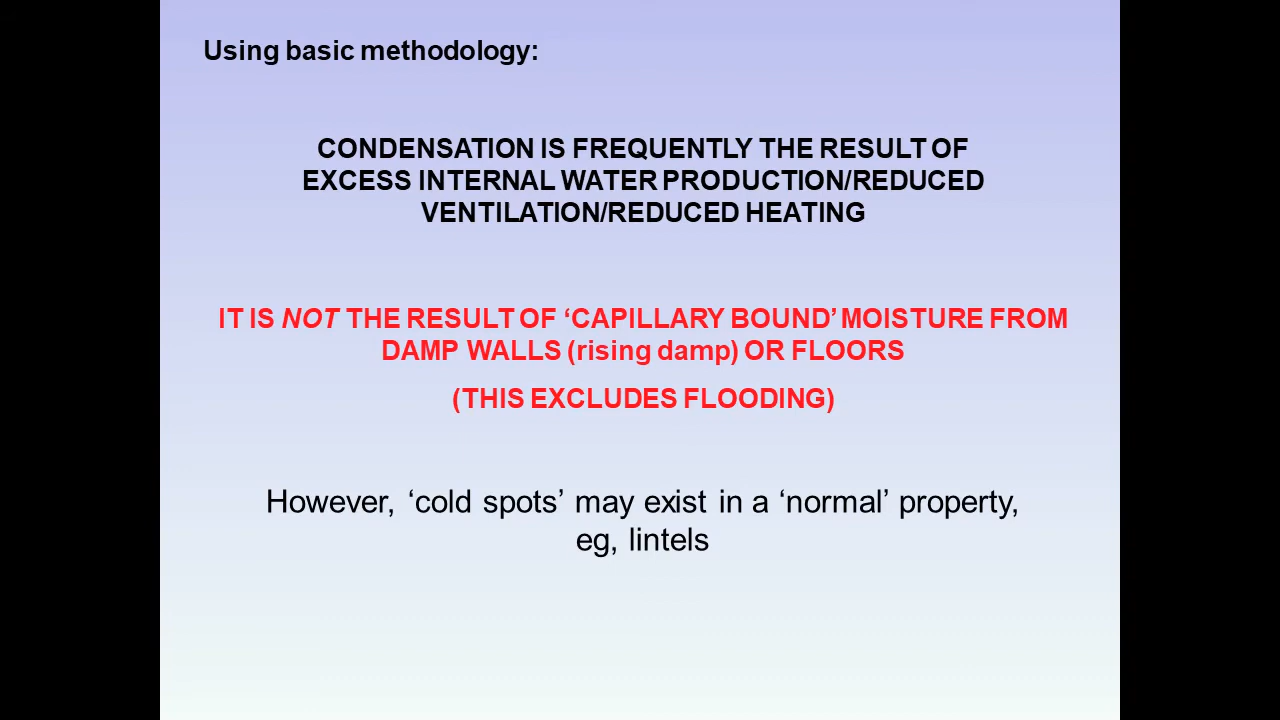 Using basic methodology:
CONDENSATION IS FREQUENTLY THE RESULT OF
EXCESS INTERNAL WATER PRODUCTION/REDUCED
VENTILATION/REDUCED HEATING
IT IS NOT THE RESULT OF ‘CAPILLARY BOUND’ MOISTURE FROM
DAMP WALLS (rising damp) OR FLOORS
(THIS EXCLUDES FLOODING)
However, ‘cold spots’ may exist in a ‘normal’ property,
eg, lintels